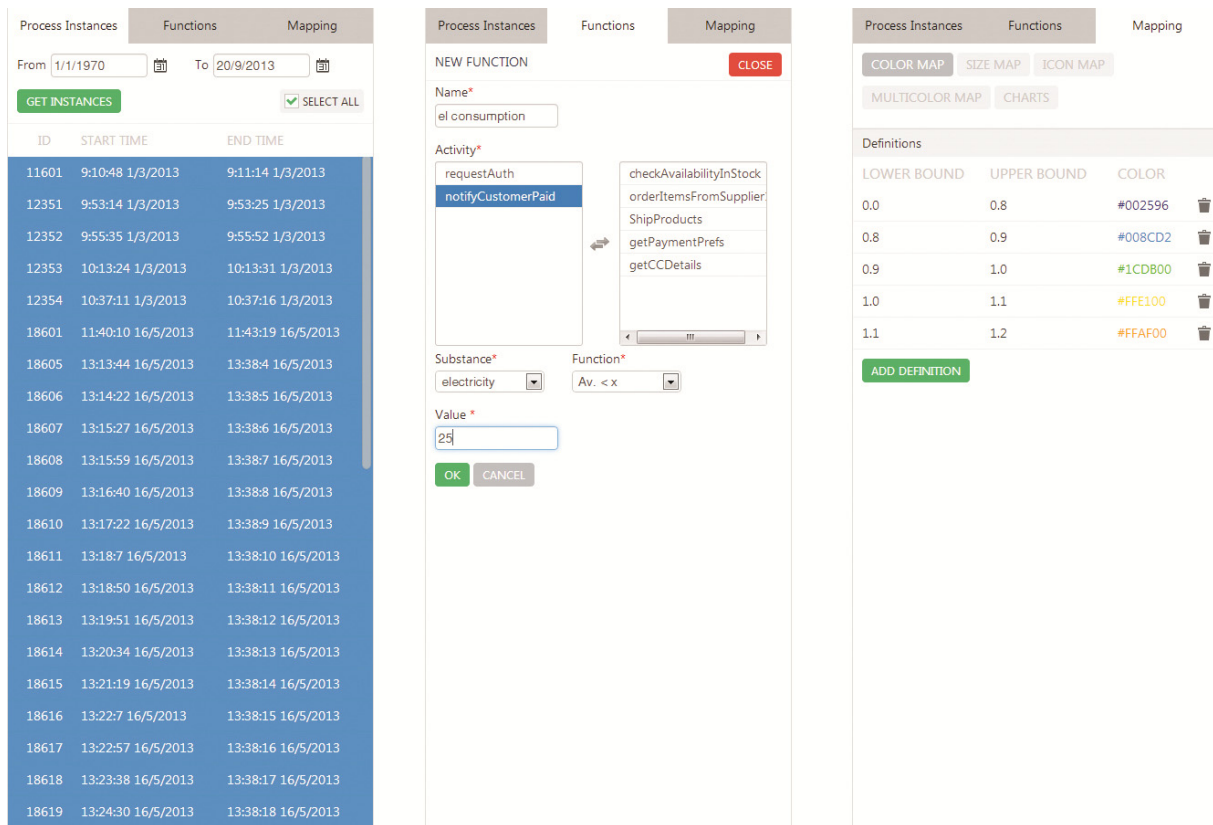 Process Instances Functions Mapping
From 1/1/1970 To 20/9/2013
GET INSTANCES SELECT ALL
ID START TIME END TIME
11601 9:10:48 1/3/2013 9:11:14 1/3/2013
12351 9:53:14 1/3/2013 9:53:25 1/3/2013
12352 9:55:35 1/3/2013 9:55:52 1/3/2013
12353 10:13:24 1/3/2013 10:13:31 1/3/2013
12354 10:37:11 1/3/2013 10:37:16 1/3/2013
18601 11:40:10 16/5/2013 11:43:19 16/5/2013
18605 13:13:44 16/5/2013 13:38:4 16/5/2013
18606 13:14:22 16/5/2013 13:38:5 16/5/2013
18607 13:15:27 16/5/2013 13:38:6 16/5/2013
18608 13:15:59 16/5/2013 13:38:7 16/5/2013
18609 13:16:40 16/5/2013 13:38:8 16/5/2013
18610 13:17:22 16/5/2013 13:38:9 16/5/2013
18611 13:18:7 16/5/2013 13:38:10 16/5/2013
18612 13:18:50 16/5/2013 13:38:11 16/5/2013
18613 13:19:51 16/5/2013 13:38:12 16/5/2013
18614 13:20:34 16/5/2013 13:38:13 16/5/2013
18615 13:21:19 16/5/2013 13:38:14 16/5/2013
18616 13:22:7 16/5/2013 13:38:15 16/5/2013
18617 13:22:57 16/5/2013 13:38:16 16/5/2013
18618 13:23:38 16/5/2013 13:38:17 16/5/2013
18619 13:24:30 16/5/2013 13:38:18 16/5/2013
Process Instances Functions Mapping
NEW FUNCTION CLOSE
Name*
el consumption
Activity*
requestAuth checkAvailabilityInStock
notifyCustomerPaid orderItemsFromSupplier
ShipProducts
getPaymentPrefs
getCCDetails
Substance* Function*
electricity Av. < x
Value *
25
OK CANCEL
Process Instances Functions Mapping
COLOR MAP SIZE MAP ICON MAP
MULTICOLOR MAP CHARTS
Definitions
LOWER BOUND UPPER BOUND COLOR
0.0 0.8 #002596
0.8 0.9 #008CD2
0.9 1.0 #1CDB00
1.0 1.1 #FFE100
1.1 1.2 #FFAF00
ADD DEFINITION